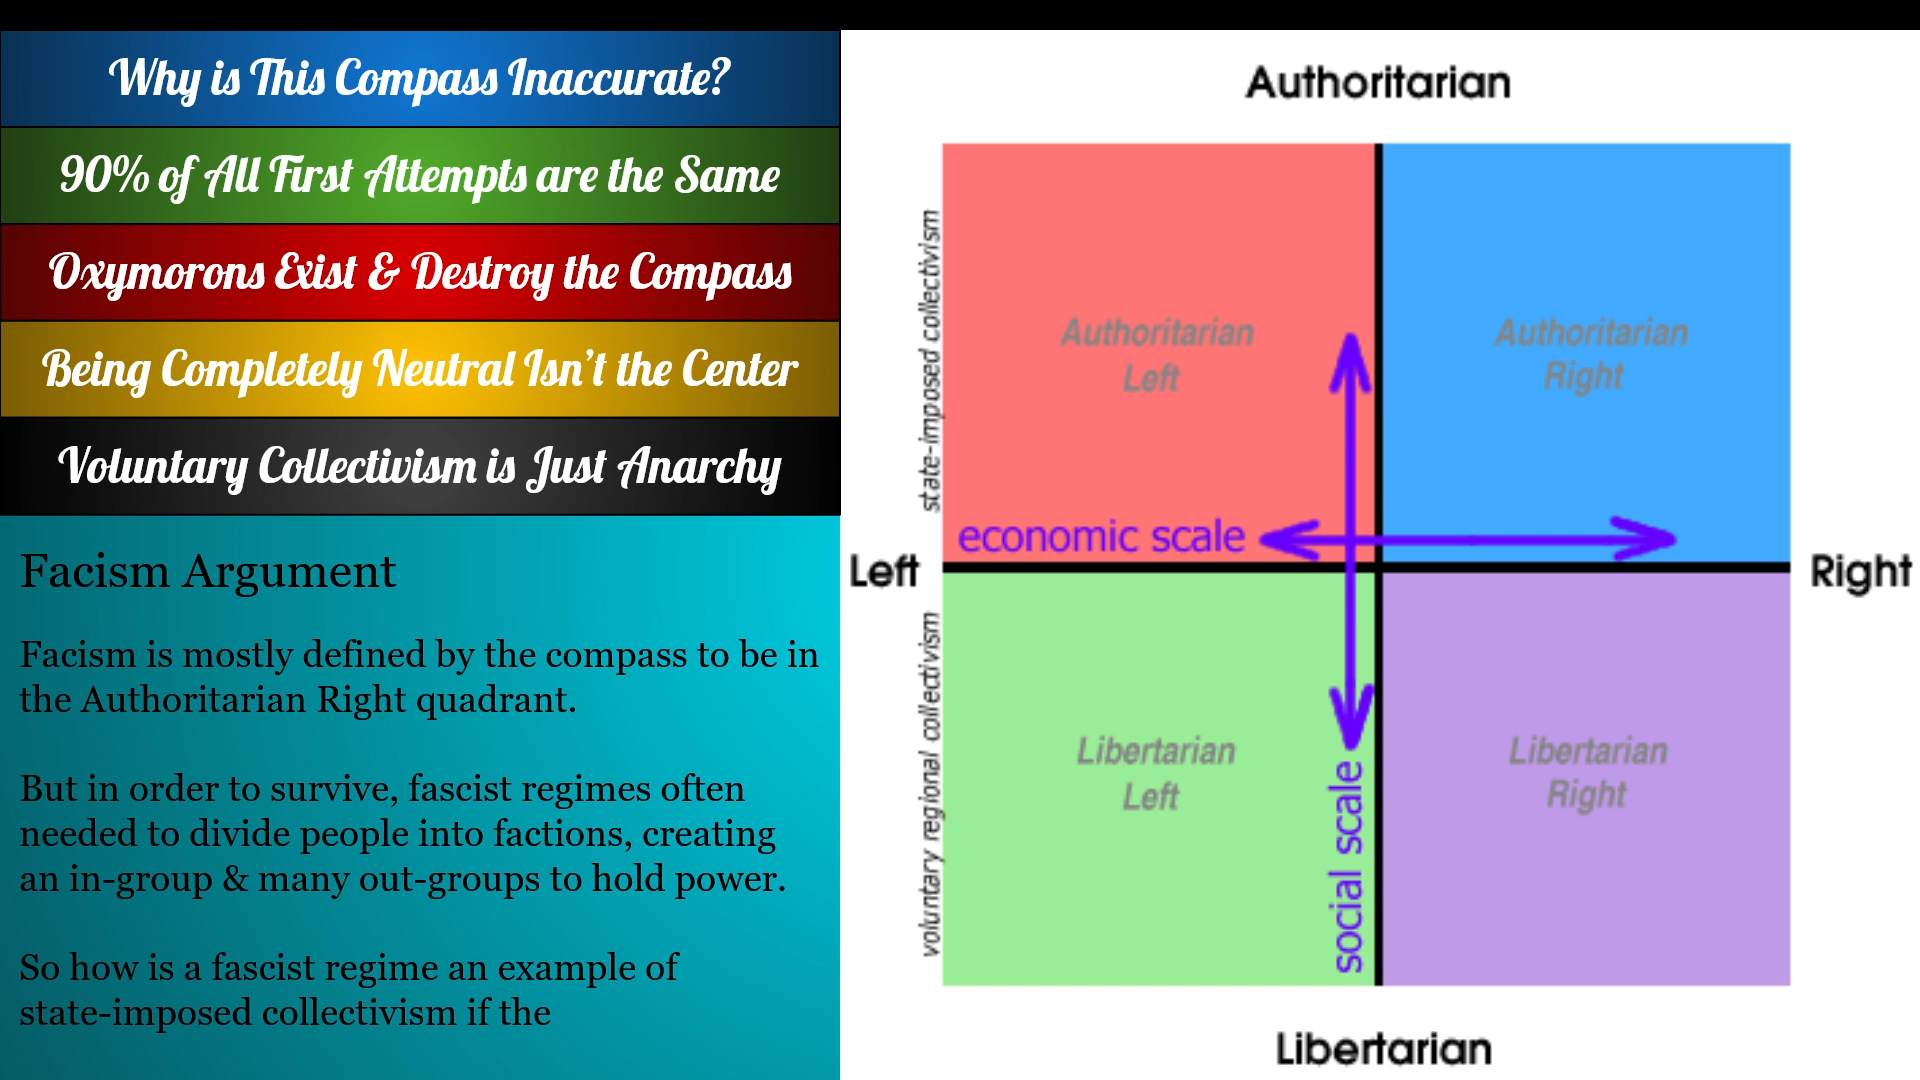 Why is This Compass Inaccurate?
90% of All First Attempts are the Same
Oxymorons Exist & Destroy the Compass
Being Completely Neutral Isn't the Center
Voluntary Collectivism is Just Anarchy
Facism Argument
Facism is mostly defined by the compass to be in
the Authoritarian Right quadrant.
But in order to survive, fascist regimes often
needed to divide people into factions, creating
an in-group & many out-groups to hold power.
So how is a fascist regime an example of
state-imposed collectivism if the
Authoritarian
state-imposed collectivism
Authoritarian
Left
Authoritarian
Right
economic scale
Left
Right
voluntary regional collectivism
Libertarian
Left
social scale
Libertarian
Right
Libertarian